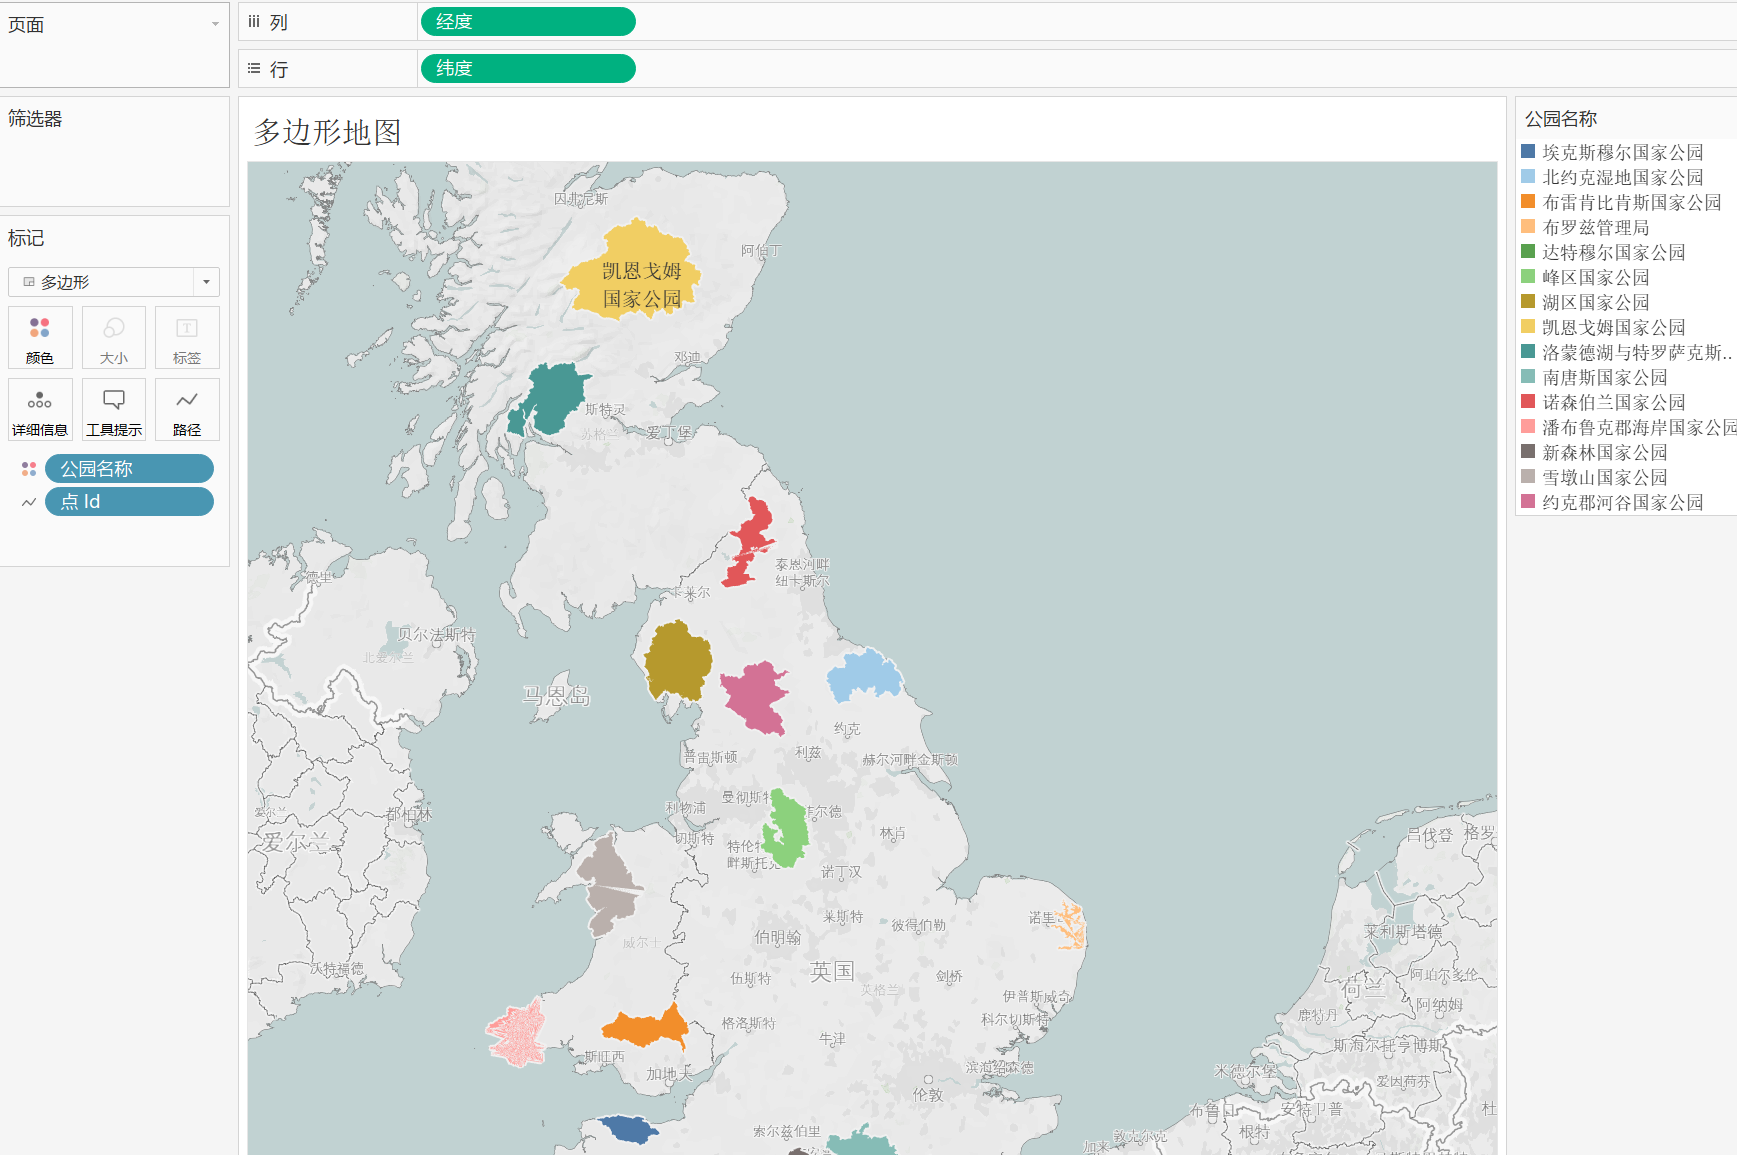 页面
列
经度
行
纬度
筛选器
标记
多边形
颜色
大小
标签
详细信息
工具提示
路径
公园名称
点 Id
多边形地图
因弗尼斯
阿伯丁
凯恩戈姆
国家公园
邓迪
斯特灵
苏格兰
爱丁堡
泰恩河畔
纽卡斯尔
卡莱尔
德里
贝尔法斯特
北爱尔兰
马恩岛
约克
普雷斯顿
利兹
赫尔河畔金斯顿
利物浦
曼彻斯特
菲尔德
切斯特
林肯
特伦特
畔斯托克
诺丁汉
爱尔兰
都柏林
爱尔兰
吕伐登
格罗
莱斯特
彼得伯勒
诺里
伯明翰
威尔士
莱利斯塔德
沃特福德
伍斯特
英国
英格兰
剑桥
阿珀尔多伦
荷兰
伊普斯威奇
阿纳姆
格洛斯特
科尔切斯特
鹿特丹
牛津
斯海尔托亨博斯
斯旺西
加地夫
滨海绍森德
米德尔堡
爱因荷芬
伦敦
布鲁日
安特卫普
杜
索尔兹伯里
敦克尔克
加来
根特
公园名称
埃克斯穆尔国家公园
北约克湿地国家公园
布雷肯比肯斯国家公园
布罗兹管理局
达特穆尔国家公园
峰区国家公园
湖区国家公园
凯恩戈姆国家公园
洛蒙德湖与特罗萨克斯..
南唐斯国家公园
诺森伯兰国家公园
潘布鲁克郡海岸国家公园
新森林国家公园
雪墩山国家公园
约克郡河谷国家公园